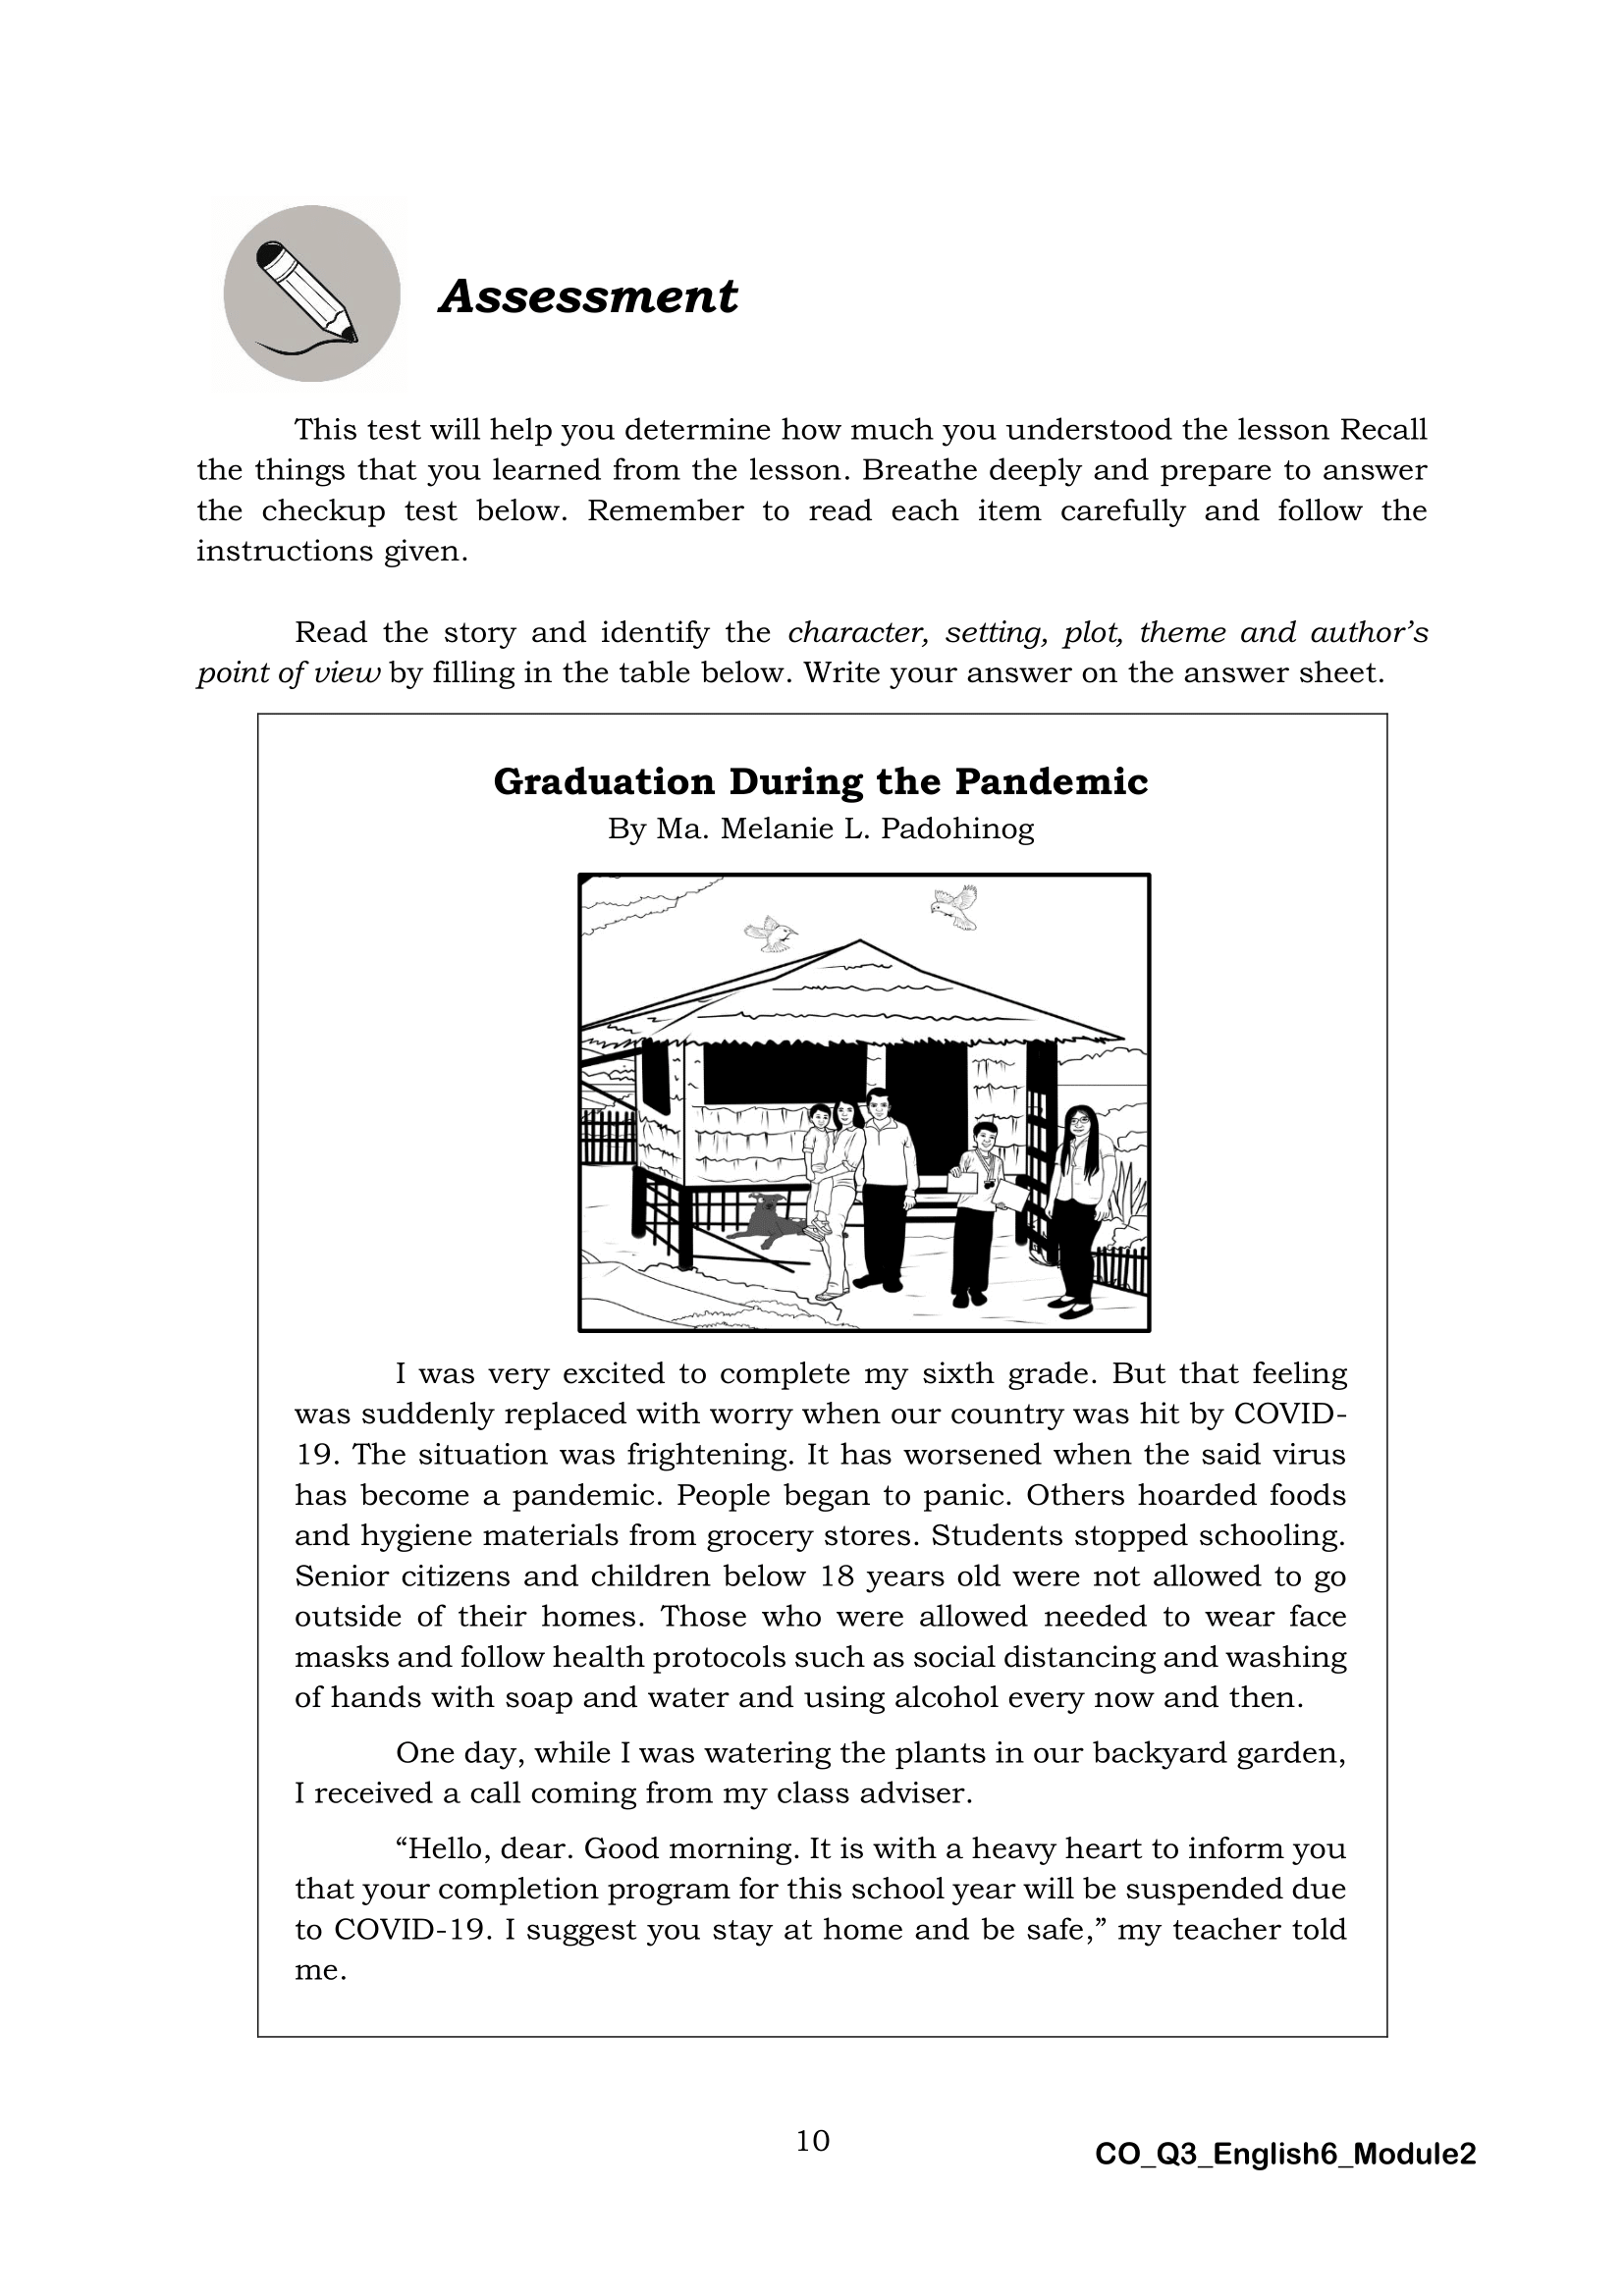 Assessment
This test will help you determine how much you understood the lesson Recall
the things that you learned from the lesson. Breathe deeply and prepare to answer
the checkup test below. Remember to read each item carefully and follow the
instructions given.
Read the story and identify the character, setting, plot, theme and author’s
point of view by filling in the table below. Write your answer on the answer sheet.
Graduation During the Pandemic
By Ma. Melanie L. Padohinog
I was very excited to complete my sixth grade. But that feeling
was suddenly replaced with worry when our country was hit by COVID-
19. The situation was frightening. It has worsened when the said virus
has become a pandemic. People began to panic. Others hoarded foods
and hygiene materials from grocery stores. Students stopped schooling.
Senior citizens and children below 18 years old were not allowed to go
outside of their homes. Those who were allowed needed to wear face
masks and follow health protocols such as social distancing and washing
of hands with soap and water and using alcohol every now and then.
One day, while I was watering the plants in our backyard garden,
I received a call coming from my class adviser.
“Hello, dear. Good morning. It is with a heavy heart to inform you
that your completion program for this school year will be suspended due
to COVID-19. I suggest you stay at home and be safe,” my teacher told
me.
10
CO_Q3_English6_Module2